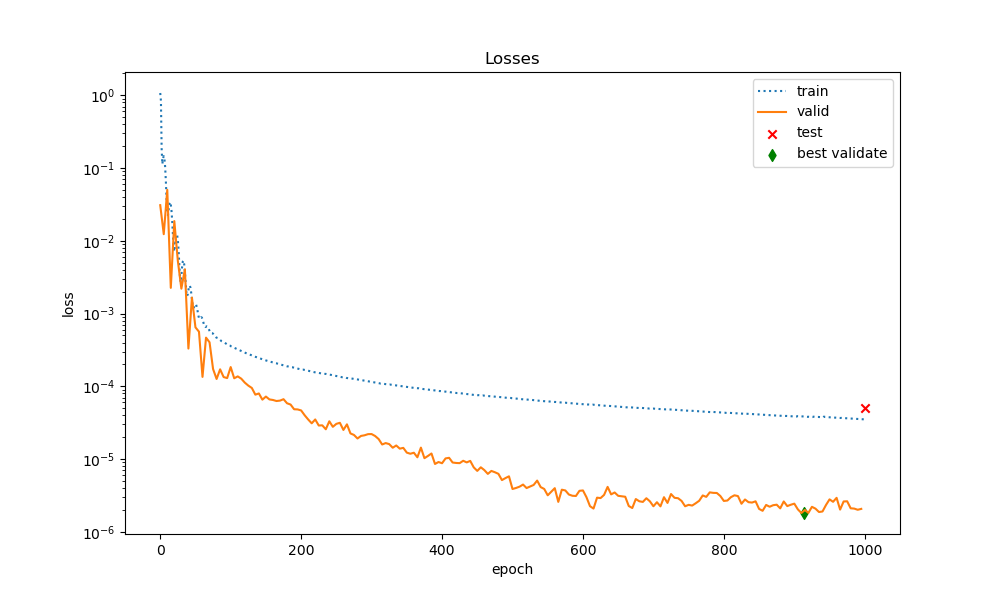 Losses
10⁰
10⁻¹
10⁻²
10⁻³
10⁻⁴
10⁻⁵
10⁻⁶
loss
train
valid
test
best validate
0 200 400 600 800 1000
epoch